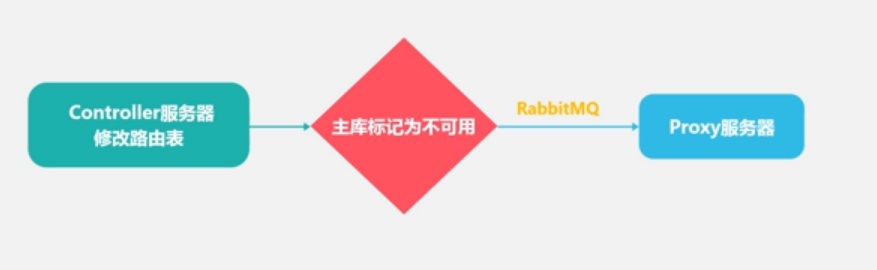 Controller服务器
修改路由表
主库标记为不可用
RabbitMQ
Proxy服务器